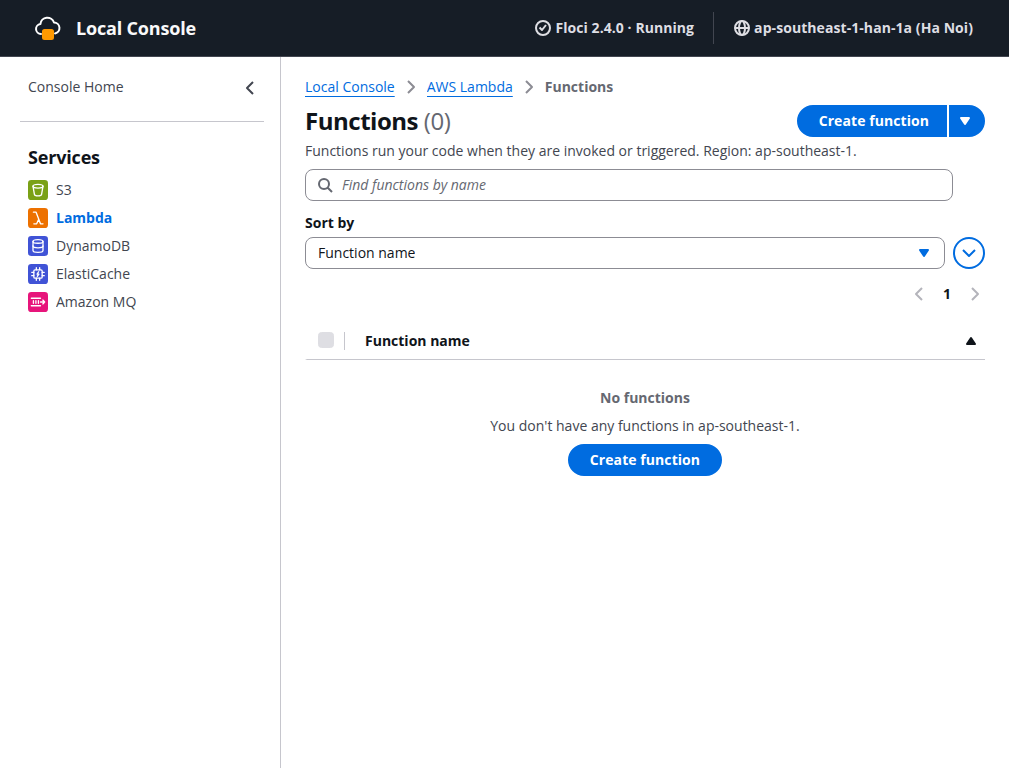 Local Console
Floci 2.4.0 · Running
ap-southeast-1-han-1a (Ha Noi)
Console Home
Services
S3
Lambda
DynamoDB
ElastiCache
Amazon MQ
Local Console
AWS Lambda
Functions
Functions (0)
Create function
Functions run your code when they are invoked or triggered. Region: ap-southeast-1.
Find functions by name
Sort by
Function name
1
Function name
No functions
You don't have any functions in ap-southeast-1.
Create function